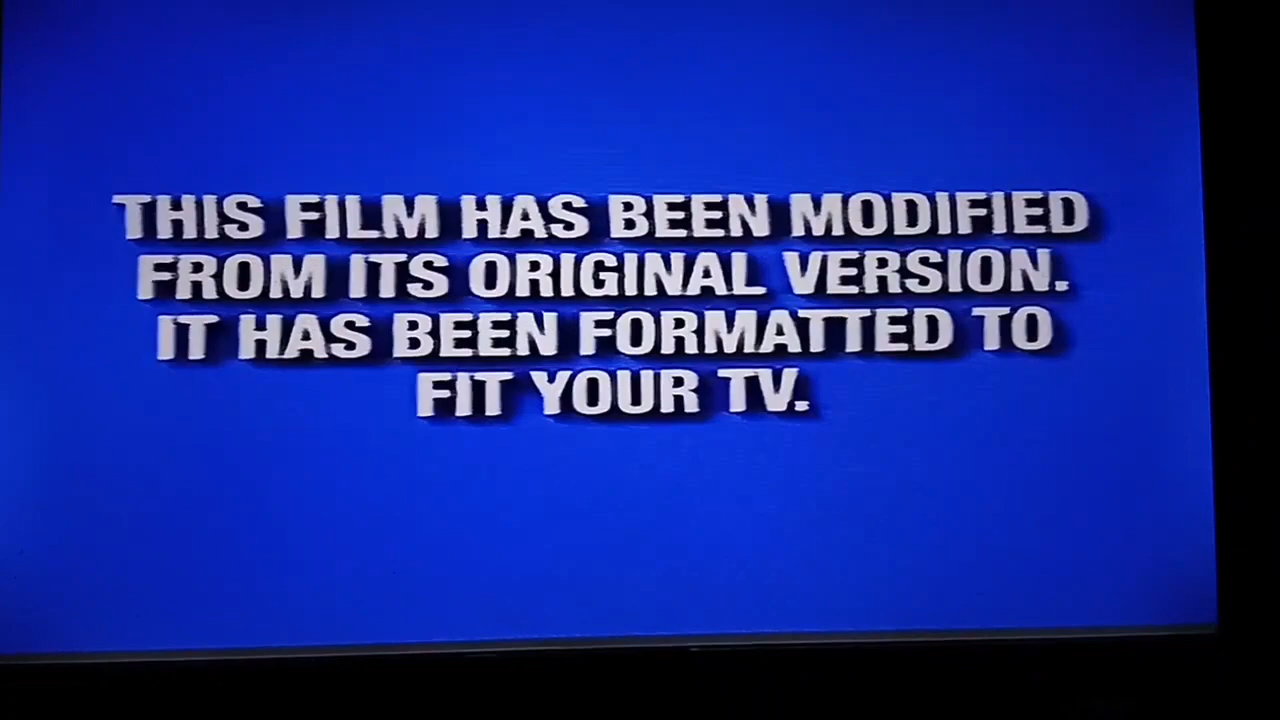 THIS FILM HAS BEEN MODIFIED
FROM ITS ORIGINAL VERSION.
IT HAS BEEN FORMATTED TO
FIT YOUR TV.